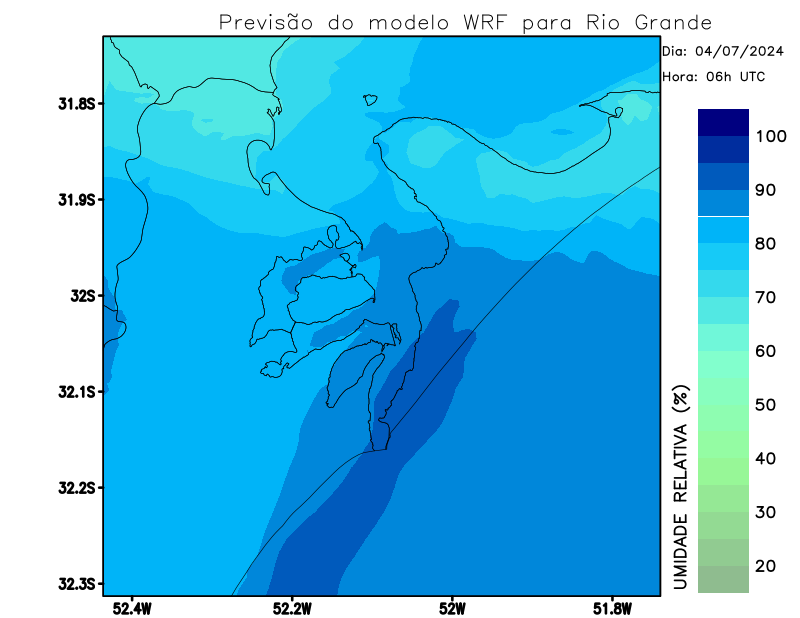 Previsão do modelo WRF para Rio Grande
Dia: 04/07/2024
Hora: 06h UTC
31.8S
31.9S
32S
32.1S
32.2S
32.3S
52.4W
52.2W
52W
51.8W
UMIDADE RELATIVA (%)
100
90
80
70
60
50
40
30
20